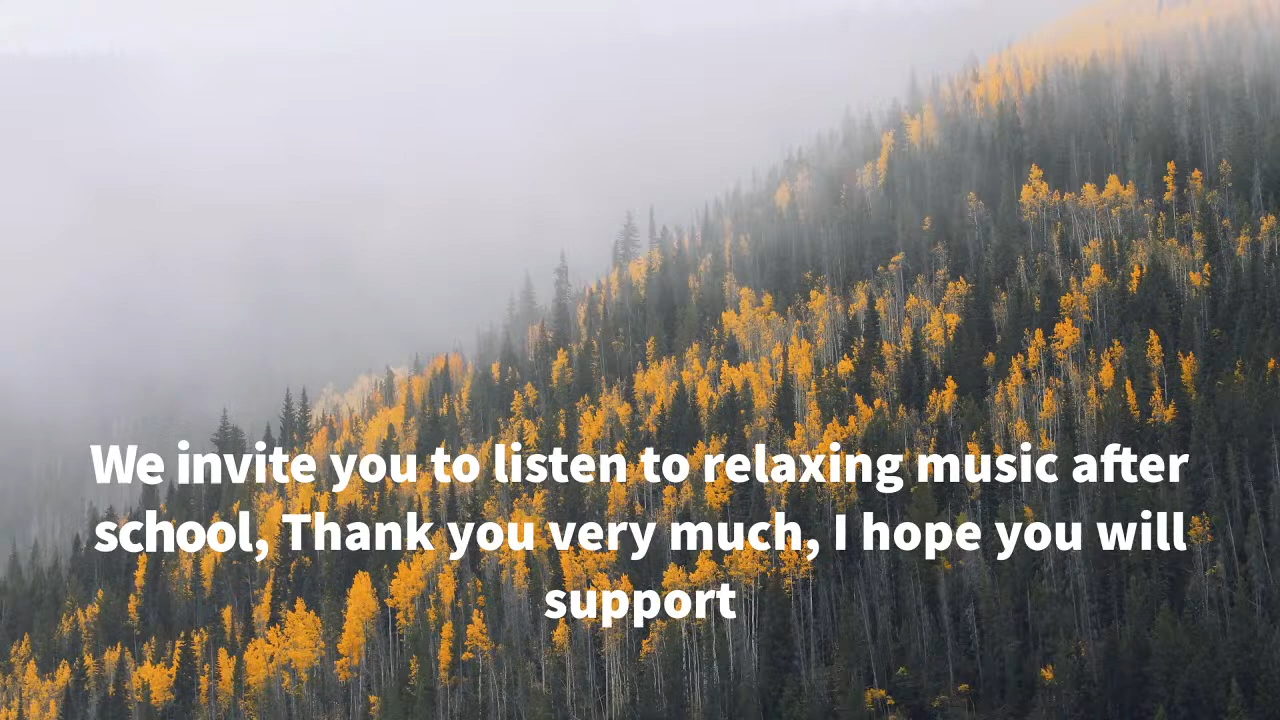 We invite you to listen to relaxing music after
school, Thank you very much, I hope you will
support